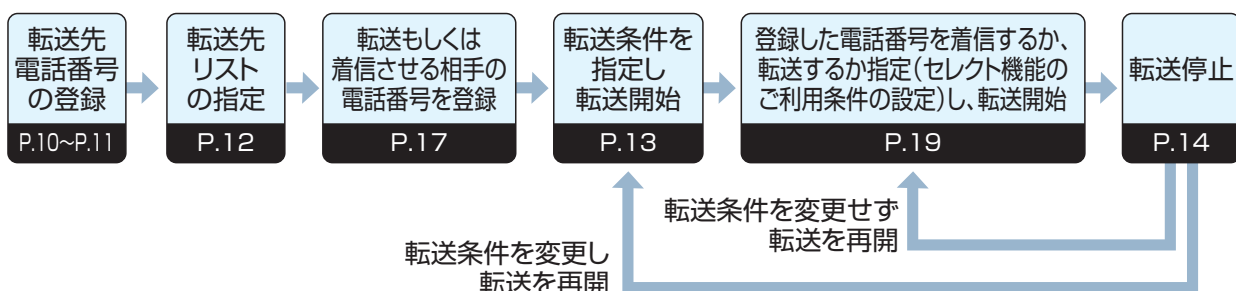 転送先
電話番号
の登録
P.10~P.11
転送先
リスト
の指定
P.12
転送もしくは
着信させる相手の
電話番号を登録
P.17
転送条件を
指定し
転送開始
P.13
登録した電話番号を着信するか、
転送するか指定(セレクト機能の
ご利用条件の設定)し、転送開始
P.19
転送停止
P.14
転送条件を変更せず
転送を再開
転送条件を変更し
転送を再開